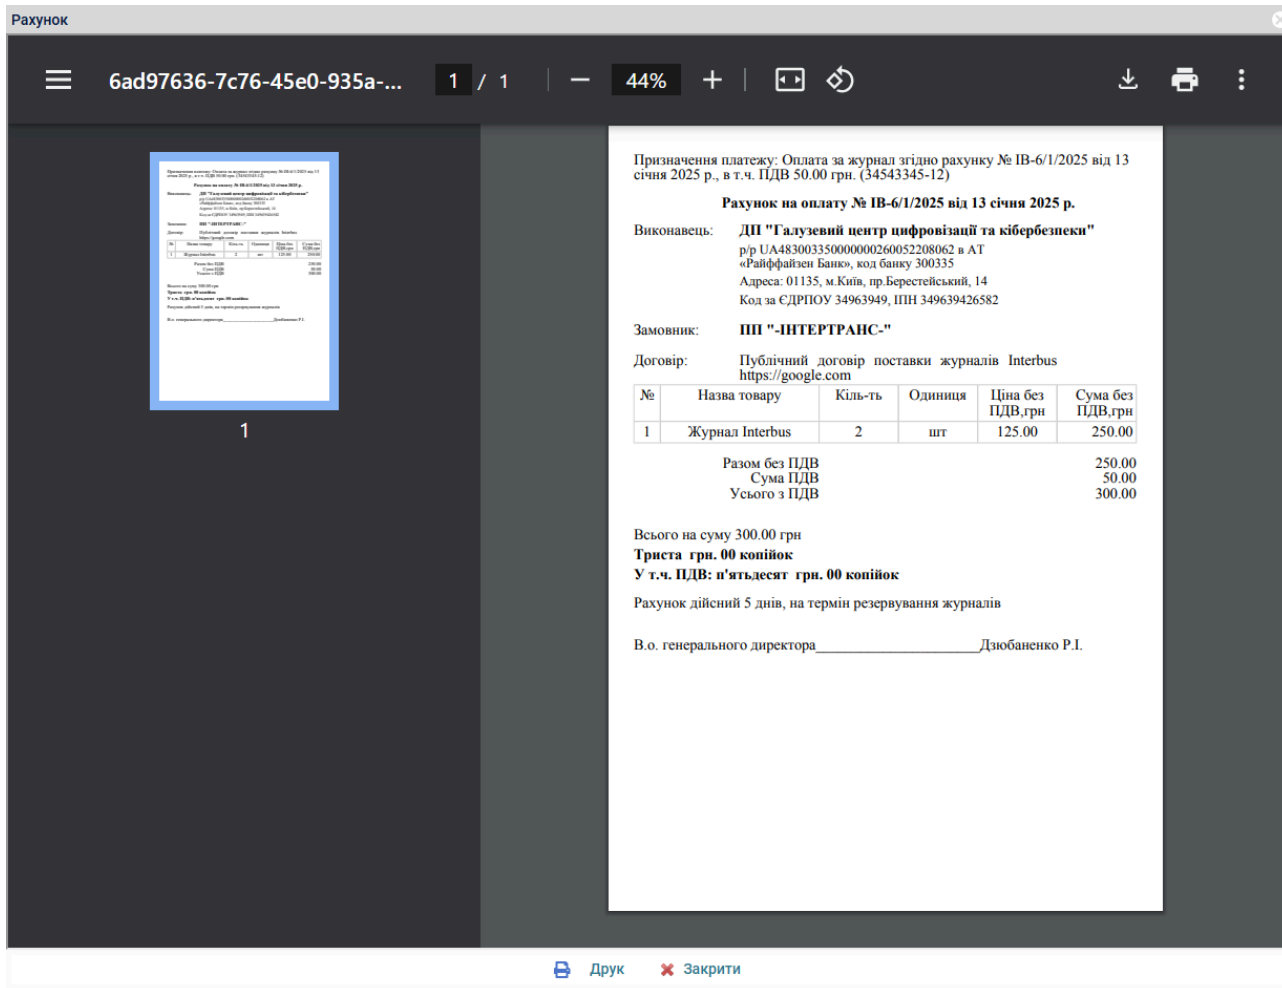 Рахунок
6ad97636-7c76-45e0-935a-...
1 / 1
44%
1
Призначення платежу: Оплата за журнал згідно рахунку № ІВ-6/1/2025 від 13
січня 2025 р., в т.ч. ПДВ 50.00 грн. (34543345-12)
Рахунок на оплату № ІВ-6/1/2025 від 13 січня 2025 р.
Виконавець: ДП "Галузевий центр цифровізації та кібербезпеки"
р/р UA483003350000000260052208062 в АТ
«Райффайзен Банк», код банку 300335
Адреса: 01135, м.Київ, пр.Берестейський, 14
Код за ЄДРПОУ 34963949, ІПН 349639426582
Замовник: ПП "-ІНТЕРТРАНС-"
Договір: Публічний договір поставки журналів Interbus
https://google.com
№ Назва товару Кіль-ть Одиниця Ціна без ПДВ,грн Сума без ПДВ,грн
1 Журнал Interbus 2 шт 125.00 250.00
Разом без ПДВ 250.00
Сума ПДВ 50.00
Усього з ПДВ 300.00
Всього на суму 300.00 грн
Триста грн. 00 копійок
У т.ч. ПДВ: п'ятьдесят грн. 00 копійок
Рахунок дійсний 5 днів, на термін резервування журналів
В.о. генерального директора______________________Дзюбаненко Р.І.
Друк
Закрити